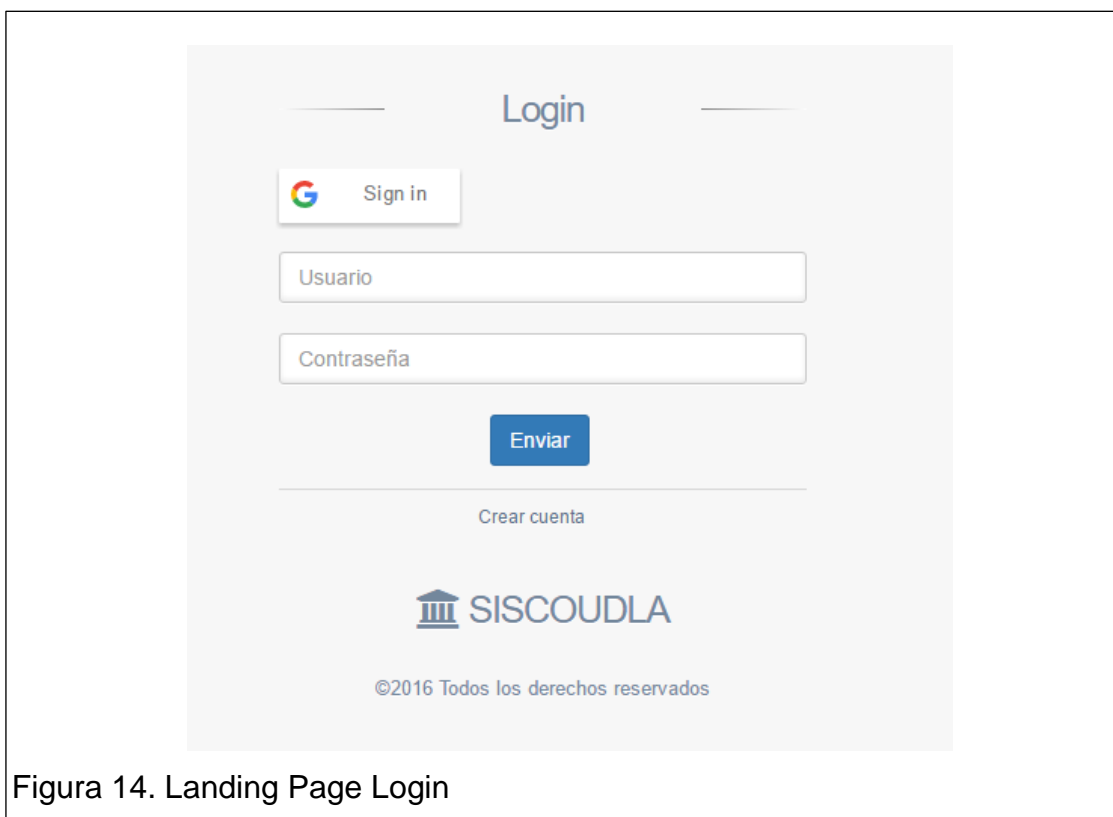 Login
Sign in
Usuario
Contraseña
Enviar
Crear cuenta
SISCOUDLA
©2016 Todos los derechos reservados
Figura 14. Landing Page Login